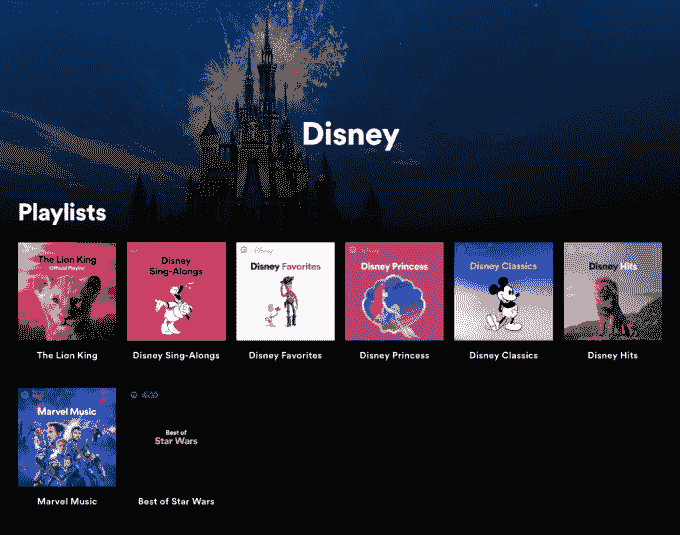 Disney
Playlists
The Lion King
Official Playlist
Disney
Sing-Alongs
Disney
Disney Favorites
Disney Princess
Disney Classics
Disney Hits
The Lion King
Disney Sing-Alongs
Disney Favorites
Disney Princess
Disney Classics
Disney Hits
Marvel Music
Best of
Star Wars
Marvel Music
Best of Star Wars